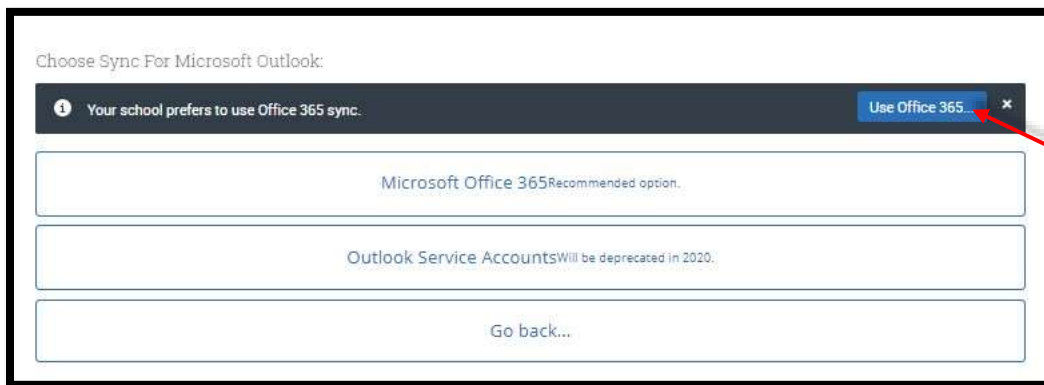 Choose Sync For Microsoft Outlook:
Your school prefers to use Office 365 sync. Use Office 365... ×
Microsoft Office 365Recommended option.
Outlook Service AccountsWill be deprecated in 2020.
Go back...